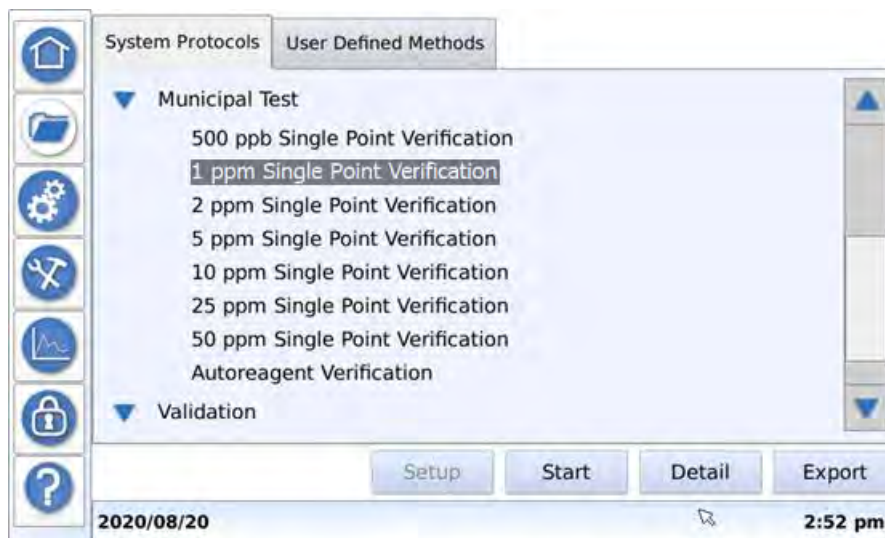 System Protocols
User Defined Methods
Municipal Test
500 ppb Single Point Verification
1 ppm Single Point Verification
2 ppm Single Point Verification
5 ppm Single Point Verification
10 ppm Single Point Verification
25 ppm Single Point Verification
50 ppm Single Point Verification
Autoreagent Verification
Validation
Setup
Start
Detail
Export
2020/08/20
2:52 pm